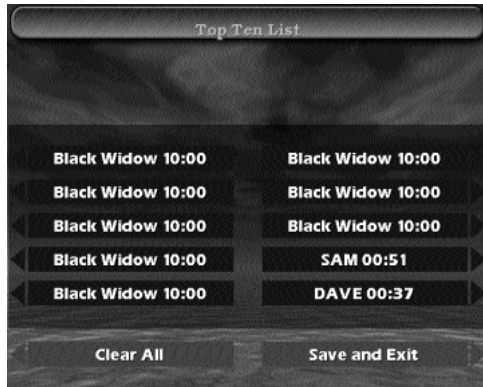 Top Ten List
Black Widow 10:00 Black Widow 10:00
Black Widow 10:00 Black Widow 10:00
Black Widow 10:00 Black Widow 10:00
Black Widow 10:00 SAM 00:51
Black Widow 10:00 DAVE 00:37
Clear All Save and Exit